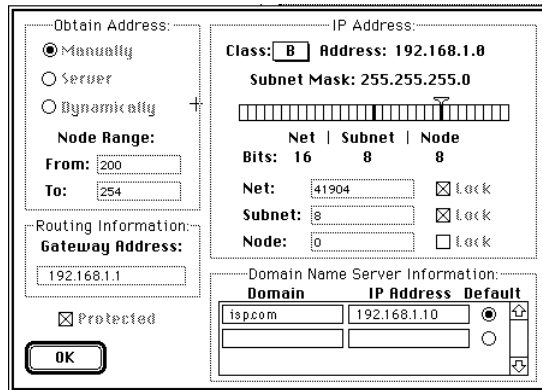 Obtain Address:
Manually
Server
Dynamically
Node Range:
From: 200
To: 254
Routing Information:
Gateway Address:
192.168.1.1
Protected
OK
IP Address:
Class: B Address: 192.168.1.0
Subnet Mask: 255.255.255.0
Net | Subnet | Node
Bits: 16 8 8
Net: 41904 Lock
Subnet: 8 Lock
Node: 0 Lock
Domain Name Server Information:
Domain IP Address Default
isp.com 192.168.1.10